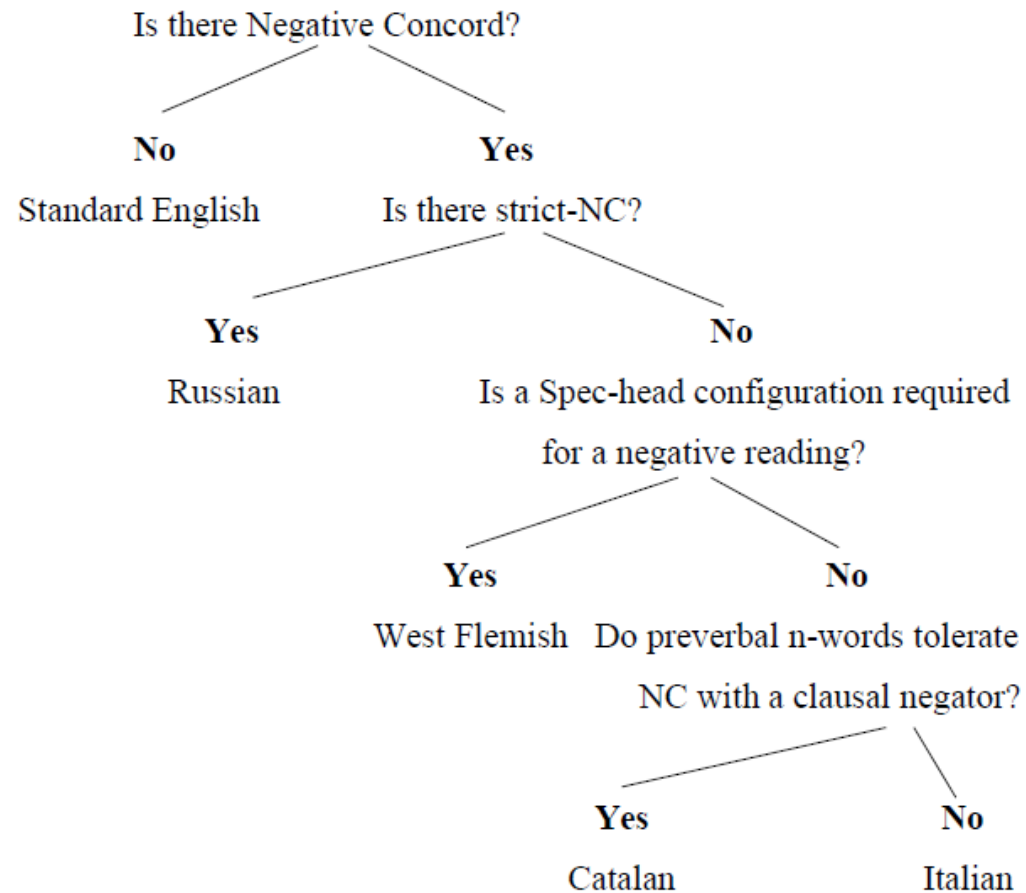 Is there Negative Concord?
No
Yes
Standard English
Is there strict-NC?
Yes
No
Russian
Is a Spec-head configuration required
for a negative reading?
Yes
No
West Flemish
Do preverbal n-words tolerate
NC with a clausal negator?
Yes
No
Catalan
Italian